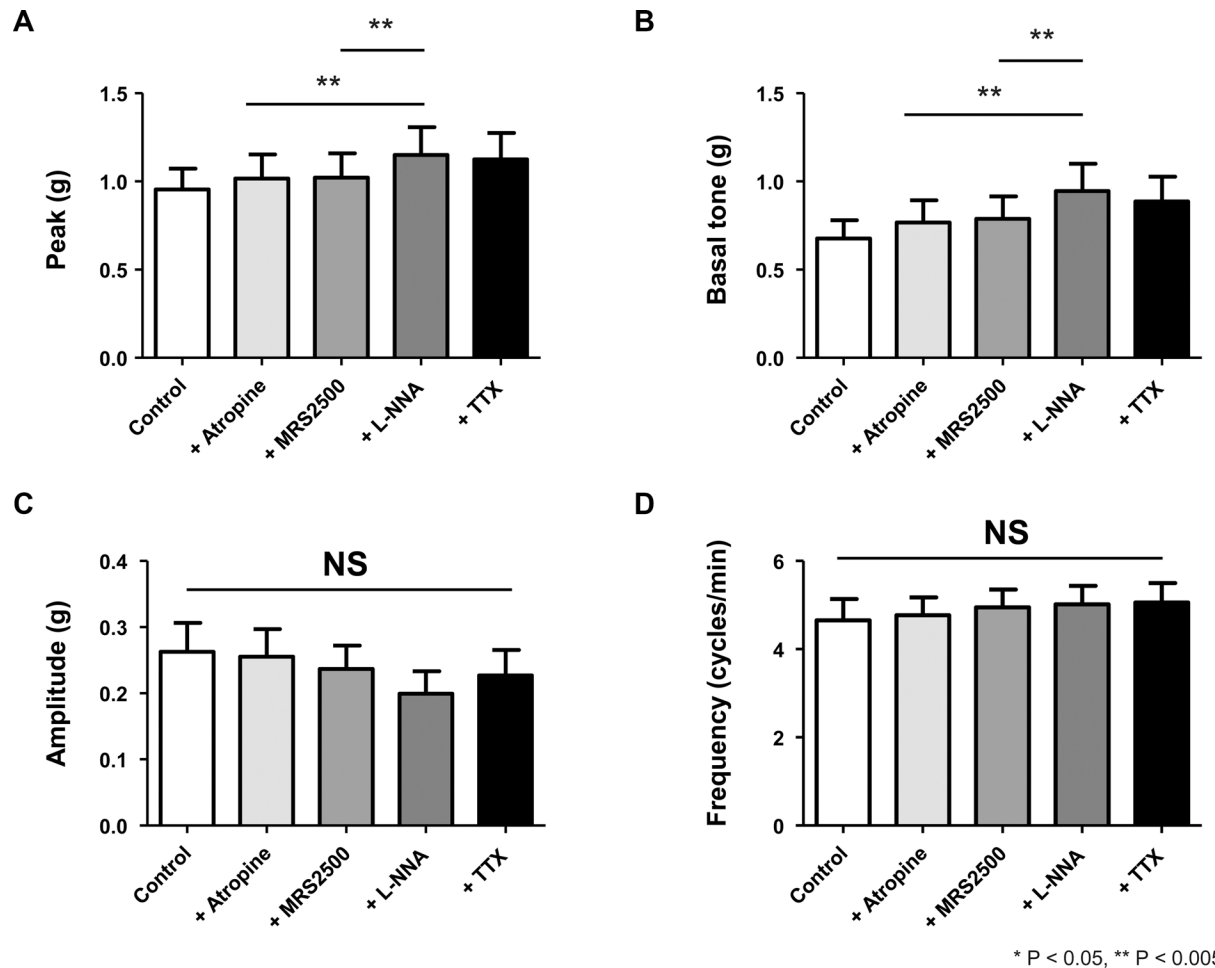 A
**
**
Peak (g)
1.5
1.0
0.5
0.0
Control
+ Atropine
+ MRS2500
+ L-NNA
+ TTX
B
**
**
Basal tone (g)
1.5
1.0
0.5
0.0
Control
+ Atropine
+ MRS2500
+ L-NNA
+ TTX
C
NS
Amplitude (g)
0.4
0.3
0.2
0.1
0.0
Control
+ Atropine
+ MRS2500
+ L-NNA
+ TTX
D
NS
Frequency (cycles/min)
6
4
2
0
Control
+ Atropine
+ MRS2500
+ L-NNA
+ TTX
* P < 0.05, ** P < 0.005